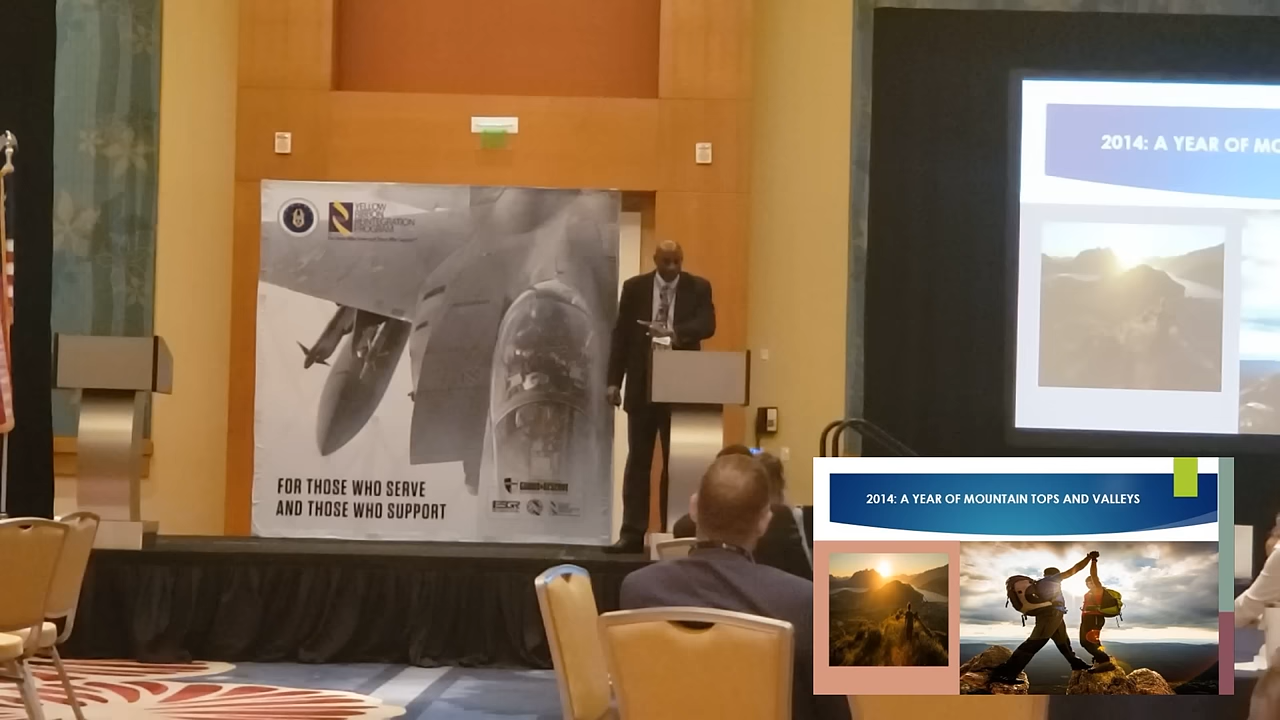 YELLOW
RIBBON
REINTEGRATION
PROGRAM
2014: A YEAR OF MO
FOR THOSE WHO SERVE
AND THOSE WHO SUPPORT
ESGR
2014: A YEAR OF MOUNTAIN TOPS AND VALLEYS